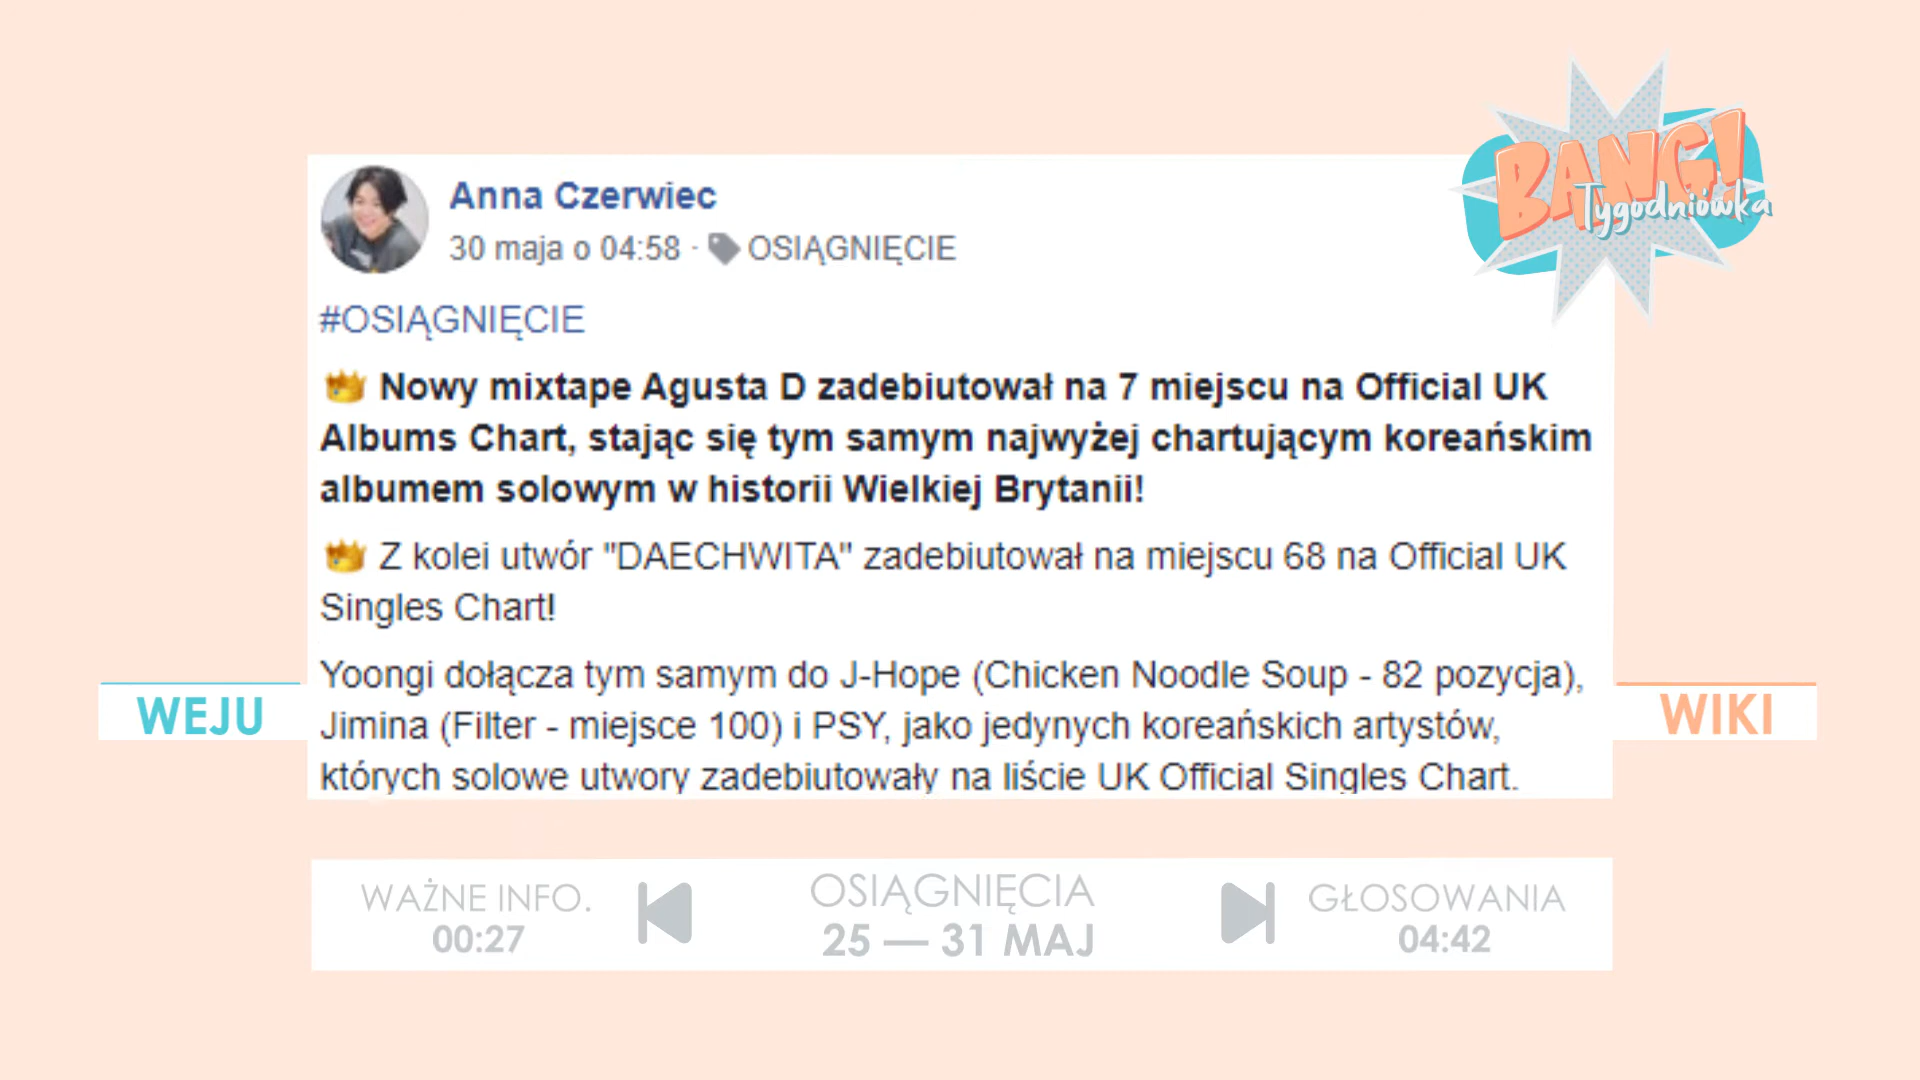 BANG!
Tygodniówka
Anna Czerwiec
30 maja o 04:58 · OSIĄGNIĘCIE
#OSIĄGNIĘCIE
Nowy mixtape Agusta D zadebiutował na 7 miejscu na Official UK
Albums Chart, stając się tym samym najwyżej chartującym koreańskim
albumem solowym w historii Wielkiej Brytanii!
Z kolei utwór "DAECHWITA" zadebiutował na miejscu 68 na Official UK
Singles Chart!
Yoongi dołącza tym samym do J-Hope (Chicken Noodle Soup - 82 pozycja),
Jimina (Filter - miejsce 100) i PSY, jako jedynych koreańskich artystów,
których solowe utwory zadebiutowały na liście UK Official Singles Chart.
WEJU
WIKI
WAŻNE INFO.
00:27
OSIĄGNIĘCIA
25 — 31 MAJ
GŁOSOWANIA
04:42